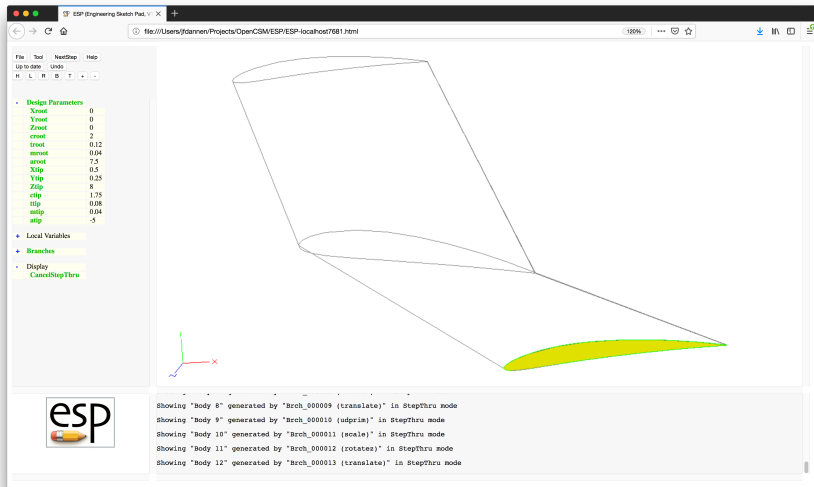 ESP (Engineering Sketch Pad, V
file:///Users/jfdannen/Projects/OpenCSM/ESP/ESP-localhost7681.html
120%
File Tool NextStep Help
Up to date Undo
H L R B T + -
- Design Parameters
Xroot 0
Yroot 0
Zroot 0
croot 2
troot 0.12
mroot 0.04
aroot 7.5
Xtip 0.5
Ytip 0.25
Ztip 8
ctip 1.75
ttip 0.08
mtip 0.04
atip -5
+ Local Variables
+ Branches
- Display
CancelStepThru
X
esp
Showing "Body 8" generated by "Brch_000009 (translate)" in StepThru mode
Showing "Body 9" generated by "Brch_000010 (udprim)" in StepThru mode
Showing "Body 10" generated by "Brch_000011 (scale)" in StepThru mode
Showing "Body 11" generated by "Brch_000012 (rotatez)" in StepThru mode
Showing "Body 12" generated by "Brch_000013 (translate)" in StepThru mode